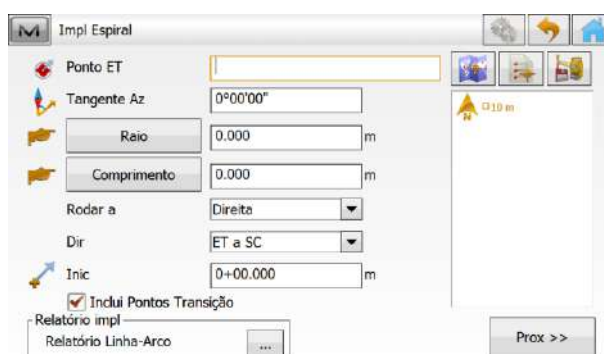 Impl Espiral
Ponto ET
Tangente Az 0°00'00"
Raio 0.000 m
Comprimento 0.000 m
Rodar a Direita
Dir ET a SC
Inic 0+00.000 m
Inclui Pontos Transição
Relatório impl
Relatório Linha-Arco ...
N 10 m
Prox >>